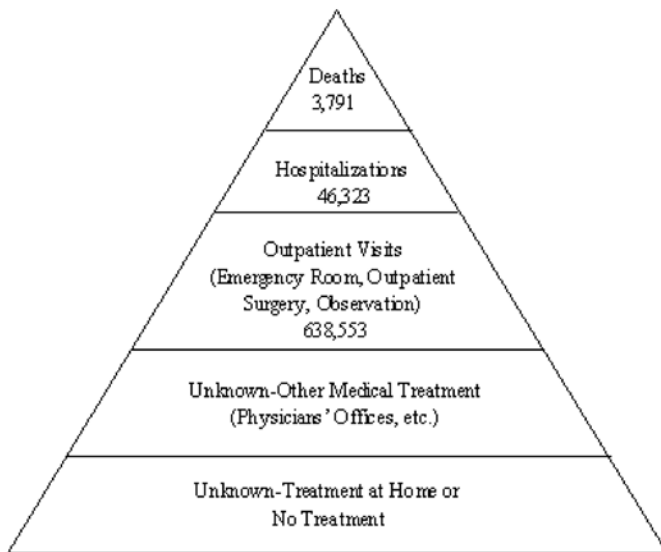 Deaths
3,791
Hospitalizations
46,323
Outpatient Visits
(Emergency Room, Outpatient
Surgery, Observation)
638,553
Unknown-Other Medical Treatment
(Physicians’ Offices, etc.)
Unknown-Treatment at Home or
No Treatment